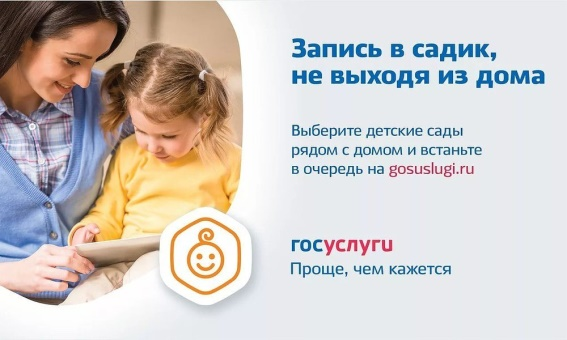 Запись в садик,
не выходя из дома
Выберите детские сады
рядом с домом и встаньте
в очередь на gosuslugi.ru
госуслуги
Проще, чем кажется